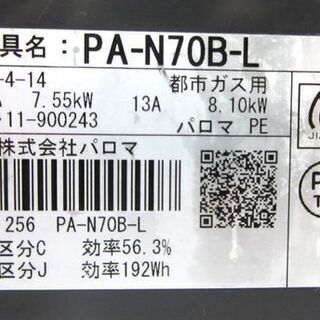 具名：PA-N70B-L
-4-14 都市ガス用
A 7.55kW 13A 8.10kW
-11-900243 パロマ PE
株式会社パロマ
256 PA-N70B-L
区分C 効率56.3%
区分J 効率192Wh